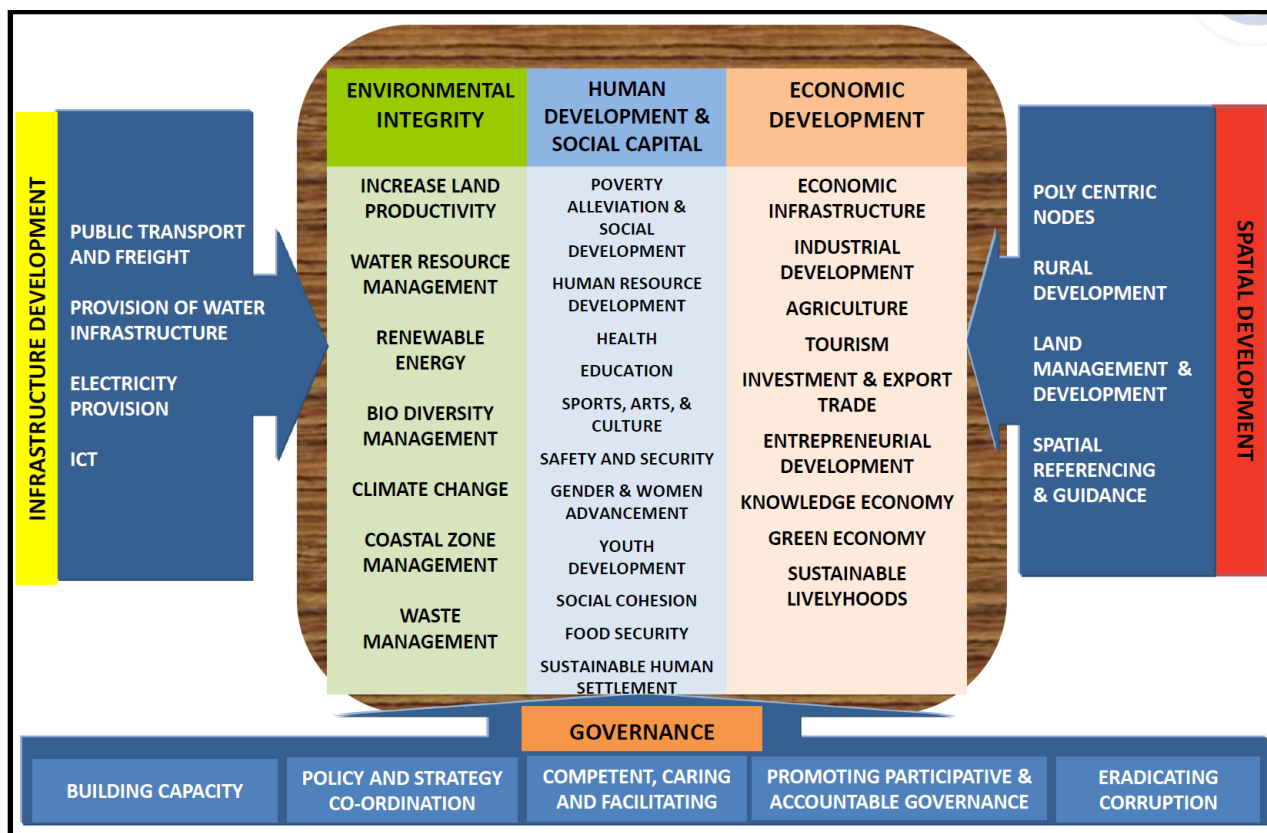 INFRASTRUCTURE DEVELOPMENT
PUBLIC TRANSPORT
AND FREIGHT
PROVISION OF WATER
INFRASTRUCTURE
ELECTRICITY
PROVISION
ICT
ENVIRONMENTAL
INTEGRITY
INCREASE LAND
PRODUCTIVITY
WATER RESOURCE
MANAGEMENT
RENEWABLE
ENERGY
BIO DIVERSITY
MANAGEMENT
CLIMATE CHANGE
COASTAL ZONE
MANAGEMENT
WASTE
MANAGEMENT
HUMAN
DEVELOPMENT &
SOCIAL CAPITAL
POVERTY
ALLEVIATION &
SOCIAL
DEVELOPMENT
HUMAN RESOURCE
DEVELOPMENT
HEALTH
EDUCATION
SPORTS, ARTS, &
CULTURE
SAFETY AND SECURITY
GENDER & WOMEN
ADVANCEMENT
YOUTH
DEVELOPMENT
SOCIAL COHESION
FOOD SECURITY
SUSTAINABLE HUMAN
SETTLEMENT
ECONOMIC
DEVELOPMENT
ECONOMIC
INFRASTRUCTURE
INDUSTRIAL
DEVELOPMENT
AGRICULTURE
TOURISM
INVESTMENT & EXPORT
TRADE
ENTREPRENEURIAL
DEVELOPMENT
KNOWLEDGE ECONOMY
GREEN ECONOMY
SUSTAINABLE
LIVELYHOODS
POLY CENTRIC
NODES
RURAL
DEVELOPMENT
LAND
MANAGEMENT &
DEVELOPMENT
SPATIAL
REFERENCING
& GUIDANCE
SPATIAL DEVELOPMENT
GOVERNANCE
BUILDING CAPACITY
POLICY AND STRATEGY
CO-ORDINATION
COMPETENT, CARING
AND FACILITATING
PROMOTING PARTICIPATIVE &
ACCOUNTABLE GOVERNANCE
ERADICATING
CORRUPTION